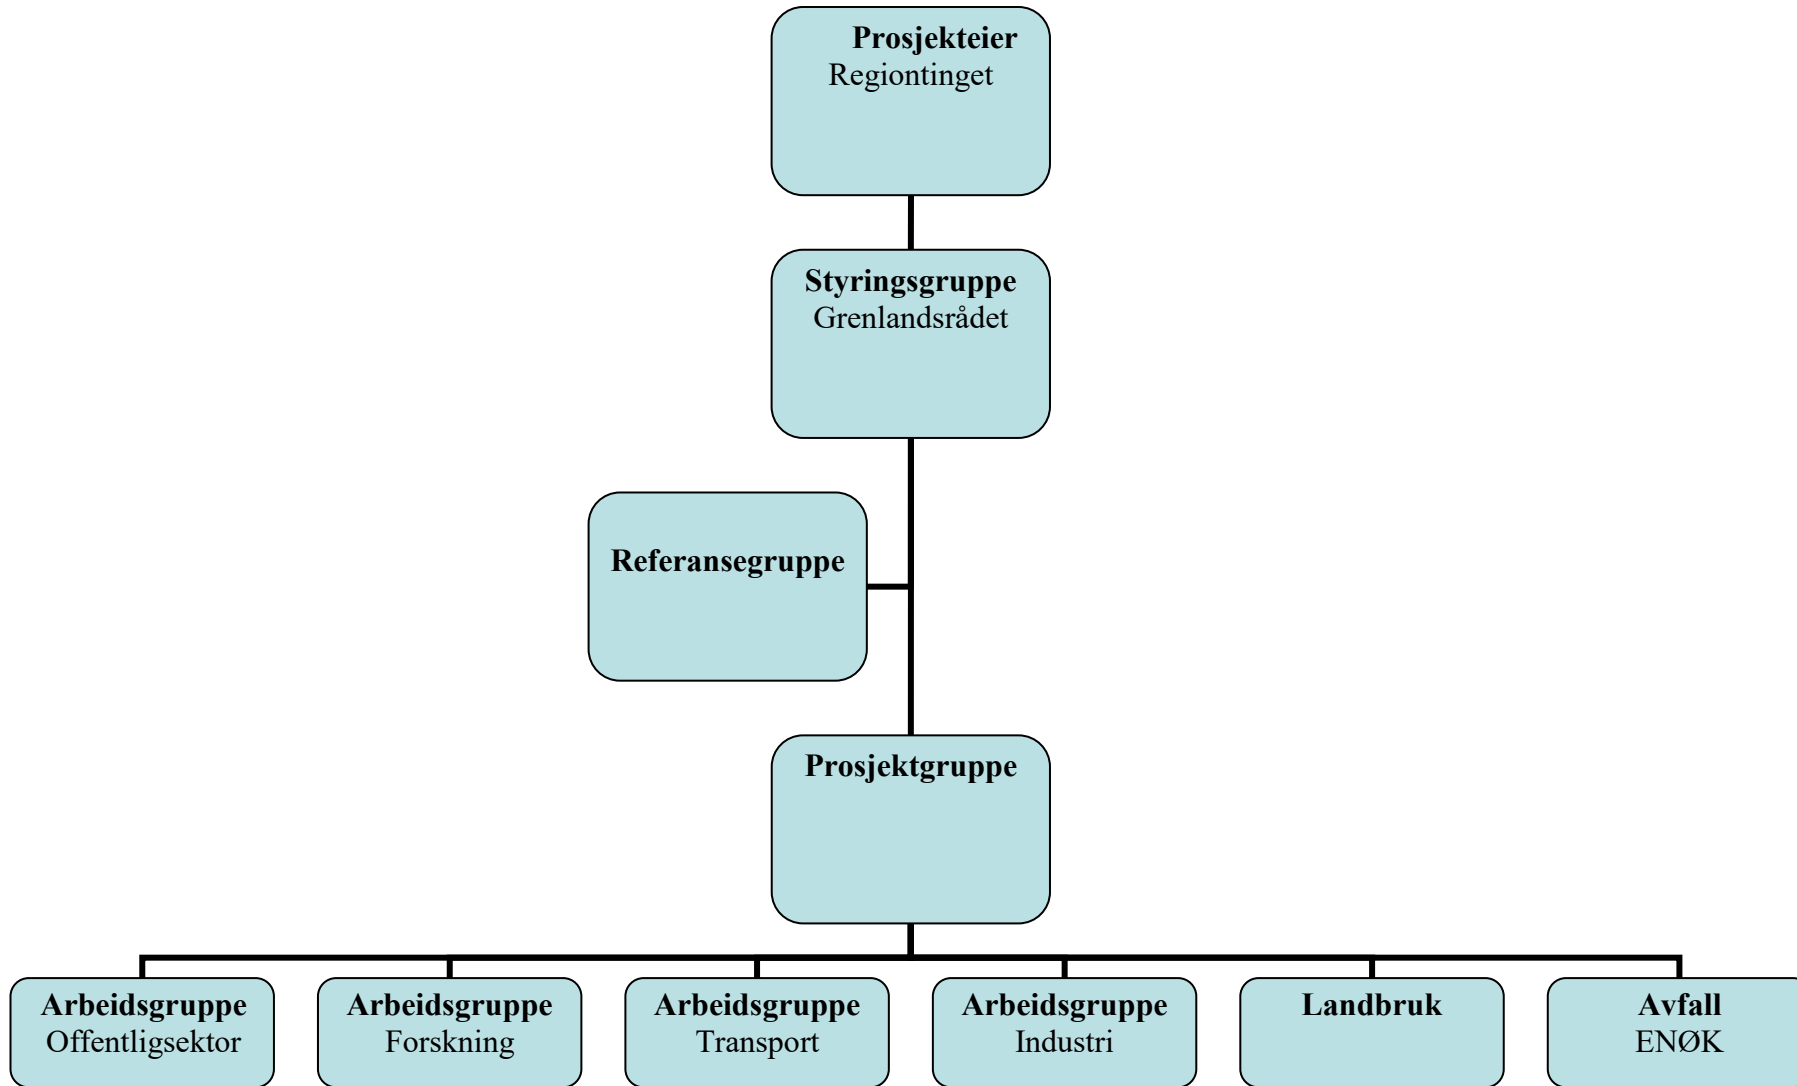 Prosjekteier
Regiontinget
Styringsgruppe
Grenlandsrådet
Referansegruppe
Prosjektgruppe
Arbeidsgruppe
Offentligsektor
Arbeidsgruppe
Forskning
Arbeidsgruppe
Transport
Arbeidsgruppe
Industri
Landbruk
Avfall
ENØK